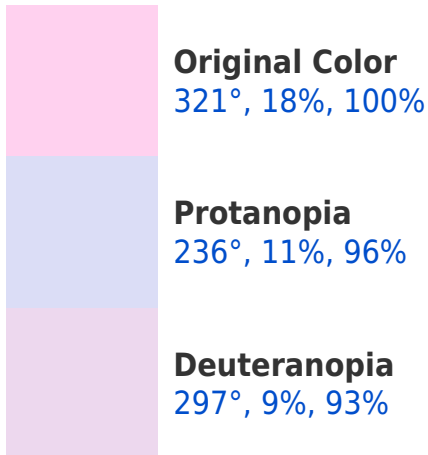 Original Color
321°, 18%, 100%
Protanopia
236°, 11%, 96%
Deuteranopia
297°, 9%, 93%